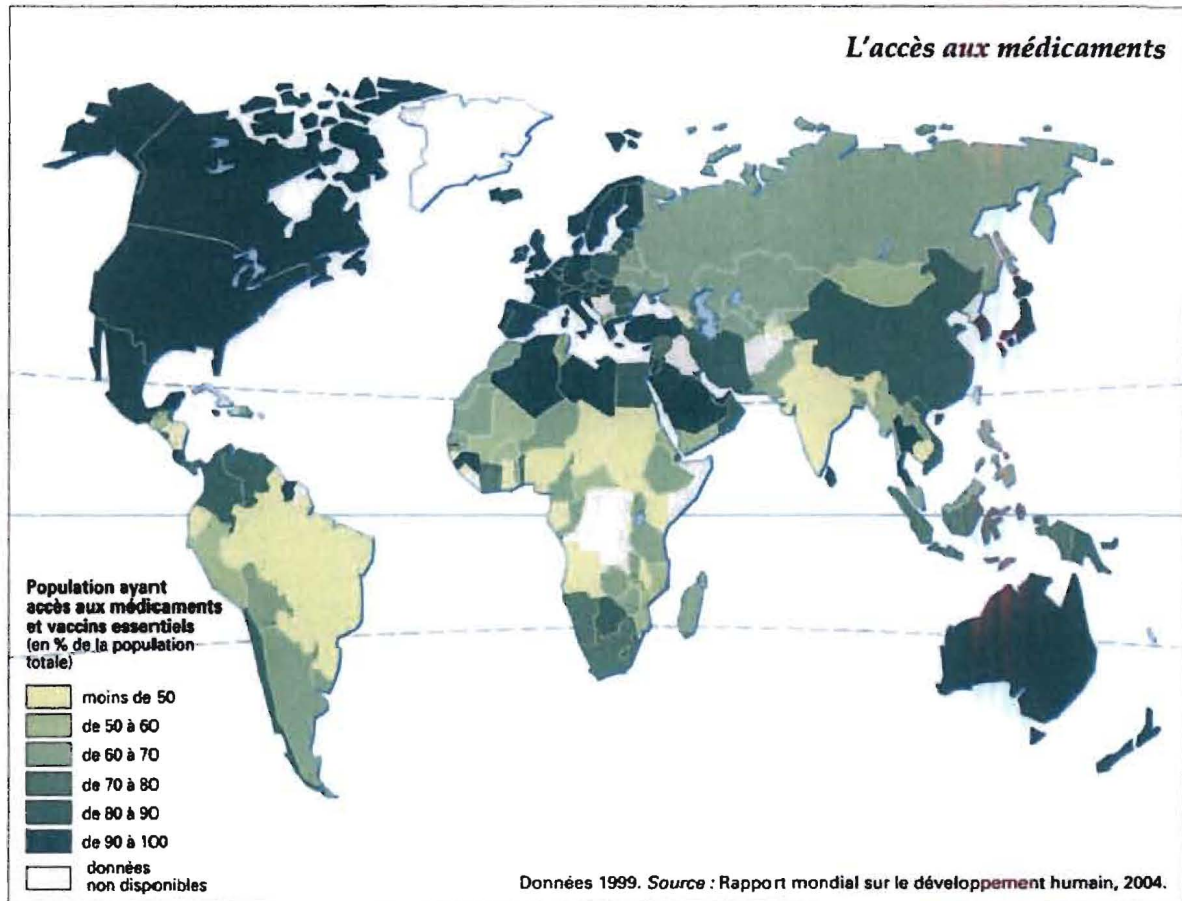 L'accès aux médicaments
Population ayant
accès aux médicaments
et vaccins essentiels
(en % de la population
totale)
moins de 50
de 50 à 60
de 60 à 70
de 70 à 80
de 80 à 90
de 90 à 100
données
non disponibles
Données 1999. Source : Rapport mondial sur le développement humain, 2004.